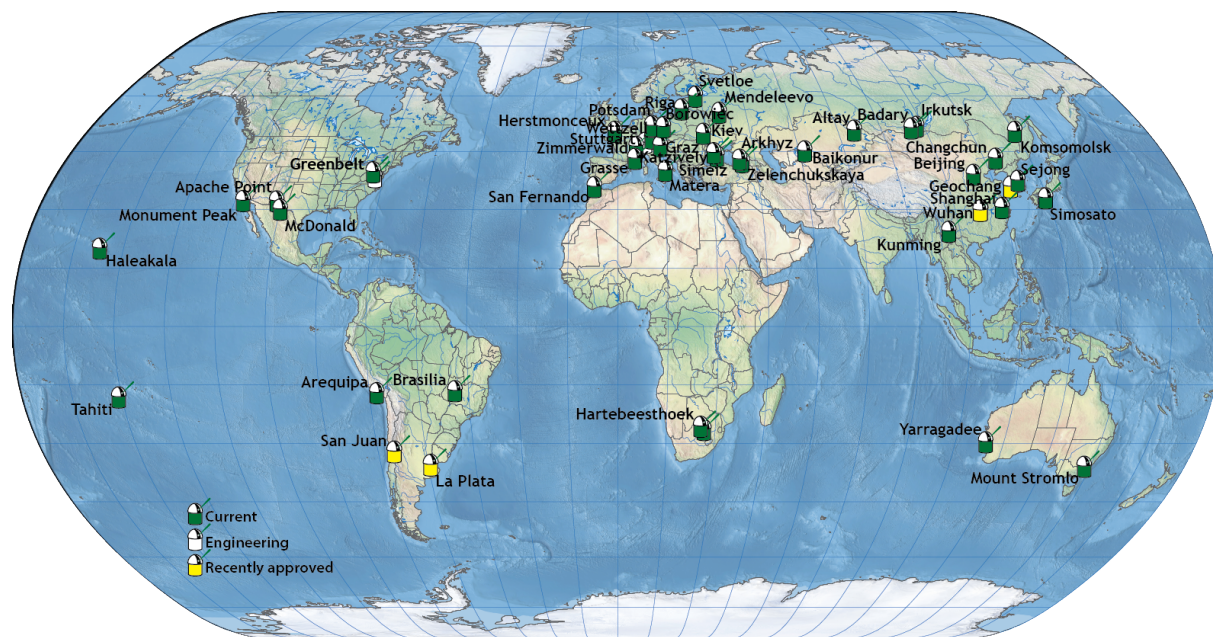 Svetloe
Mendeleevo
Riga
Potsdam
Borowiec
Herstmonceux
Wettzell
Kiev
Stuttgart
Zimmerwald
Graz
Katzively
Arkhyz
Grasse
Simeiz
Zelenchukskaya
Matera
San Fernando
Altay
Badary
Irkutsk
Baikonur
Changchun
Komsomolsk
Beijing
Sejong
Geochang
Shanghai
Wuhan
Simosato
Kunming
Greenbelt
Apache Point
Monument Peak
McDonald
Haleakala
Arequipa
Brasilia
Tahiti
Hartebeesthoek
San Juan
La Plata
Yarragadee
Mount Stromlo
Current
Engineering
Recently approved